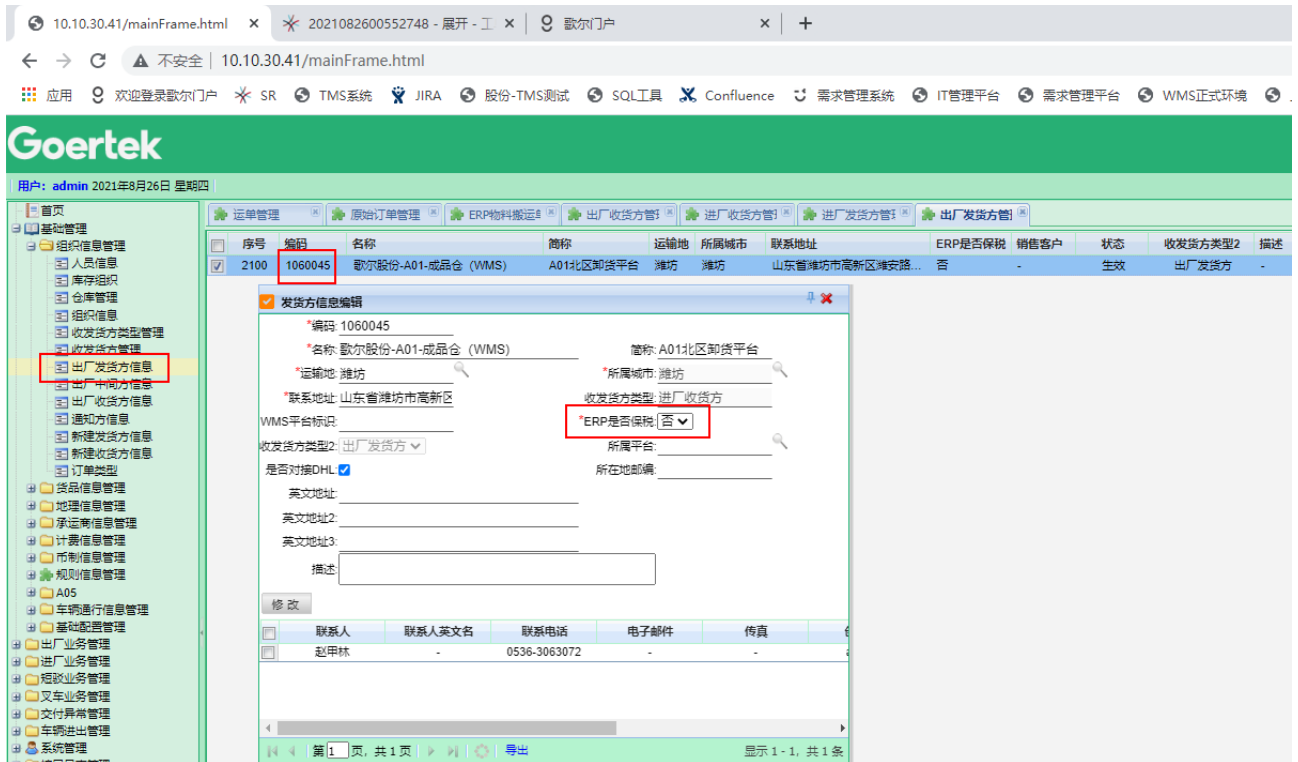 10.10.30.41/mainFrame.html
2021082600552748 - 展开 - 工
歌尔门户
不安全 10.10.30.41/mainFrame.html
应用 欢迎登录歌尔门户 SR TMS系统 JIRA 股份-TMS测试 SQL工具 Confluence 需求管理系统 IT管理平台 需求管理平台 WMS正式环境
Goertek
用户: admin 2021年8月26日 星期四
首页
基础管理
组织信息管理
人员信息
库存组织
仓库管理
组织信息
收发货方类型管理
收发货方管理
出厂发货方信息
出厂中间方信息
出厂收货方信息
通知方信息
新建发货方信息
新建收货方信息
订单类型
货品信息管理
地理信息管理
承运商信息管理
计费信息管理
币制信息管理
规则信息管理
A05
车辆通行信息管理
基础配置管理
出厂业务管理
进厂业务管理
短驳业务管理
叉车业务管理
交付异常管理
车辆进出管理
系统管理
运单管理 原始订单管理 ERP物料搬运 出厂收货方管 进厂收货方管 进厂发货方管 出厂发货方管
序号 编码 名称 简称 运输地 所属城市 联系地址 ERP是否保税 销售客户 状态 收发货方类型2 描述
2100 1060045 歌尔股份-A01-成品仓（WMS） A01北区卸货平台 潍坊 潍坊 山东省潍坊市高新区潍安路... 否 - 生效 出厂发货方 -
发货方信息编辑
*编码: 1060045
*名称: 歌尔股份-A01-成品仓（WMS） 简称: A01北区卸货平台
*运输地: 潍坊 *所属城市: 潍坊
*联系地址: 山东省潍坊市高新区 收发货方类型: 进厂收货方
WMS平台标识: *ERP是否保税: 否
收发货方类型2: 出厂发货方 所属平台:
是否对接DHL: 所在地邮编:
英文地址:
英文地址2:
英文地址3:
描述:
修改
联系人 联系人英文名 联系电话 电子邮件 传真
赵甲林 - 0536-3063072 - -
第 1 页, 共 1 页 导出 显示 1 - 1, 共 1 条